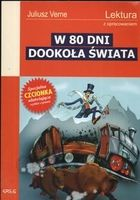 Juliusz Verne
Lektura
z opracowaniem
W 80 DNI
DOOKOŁA ŚWIATA
Specjalna
CZCIONKA
GREG